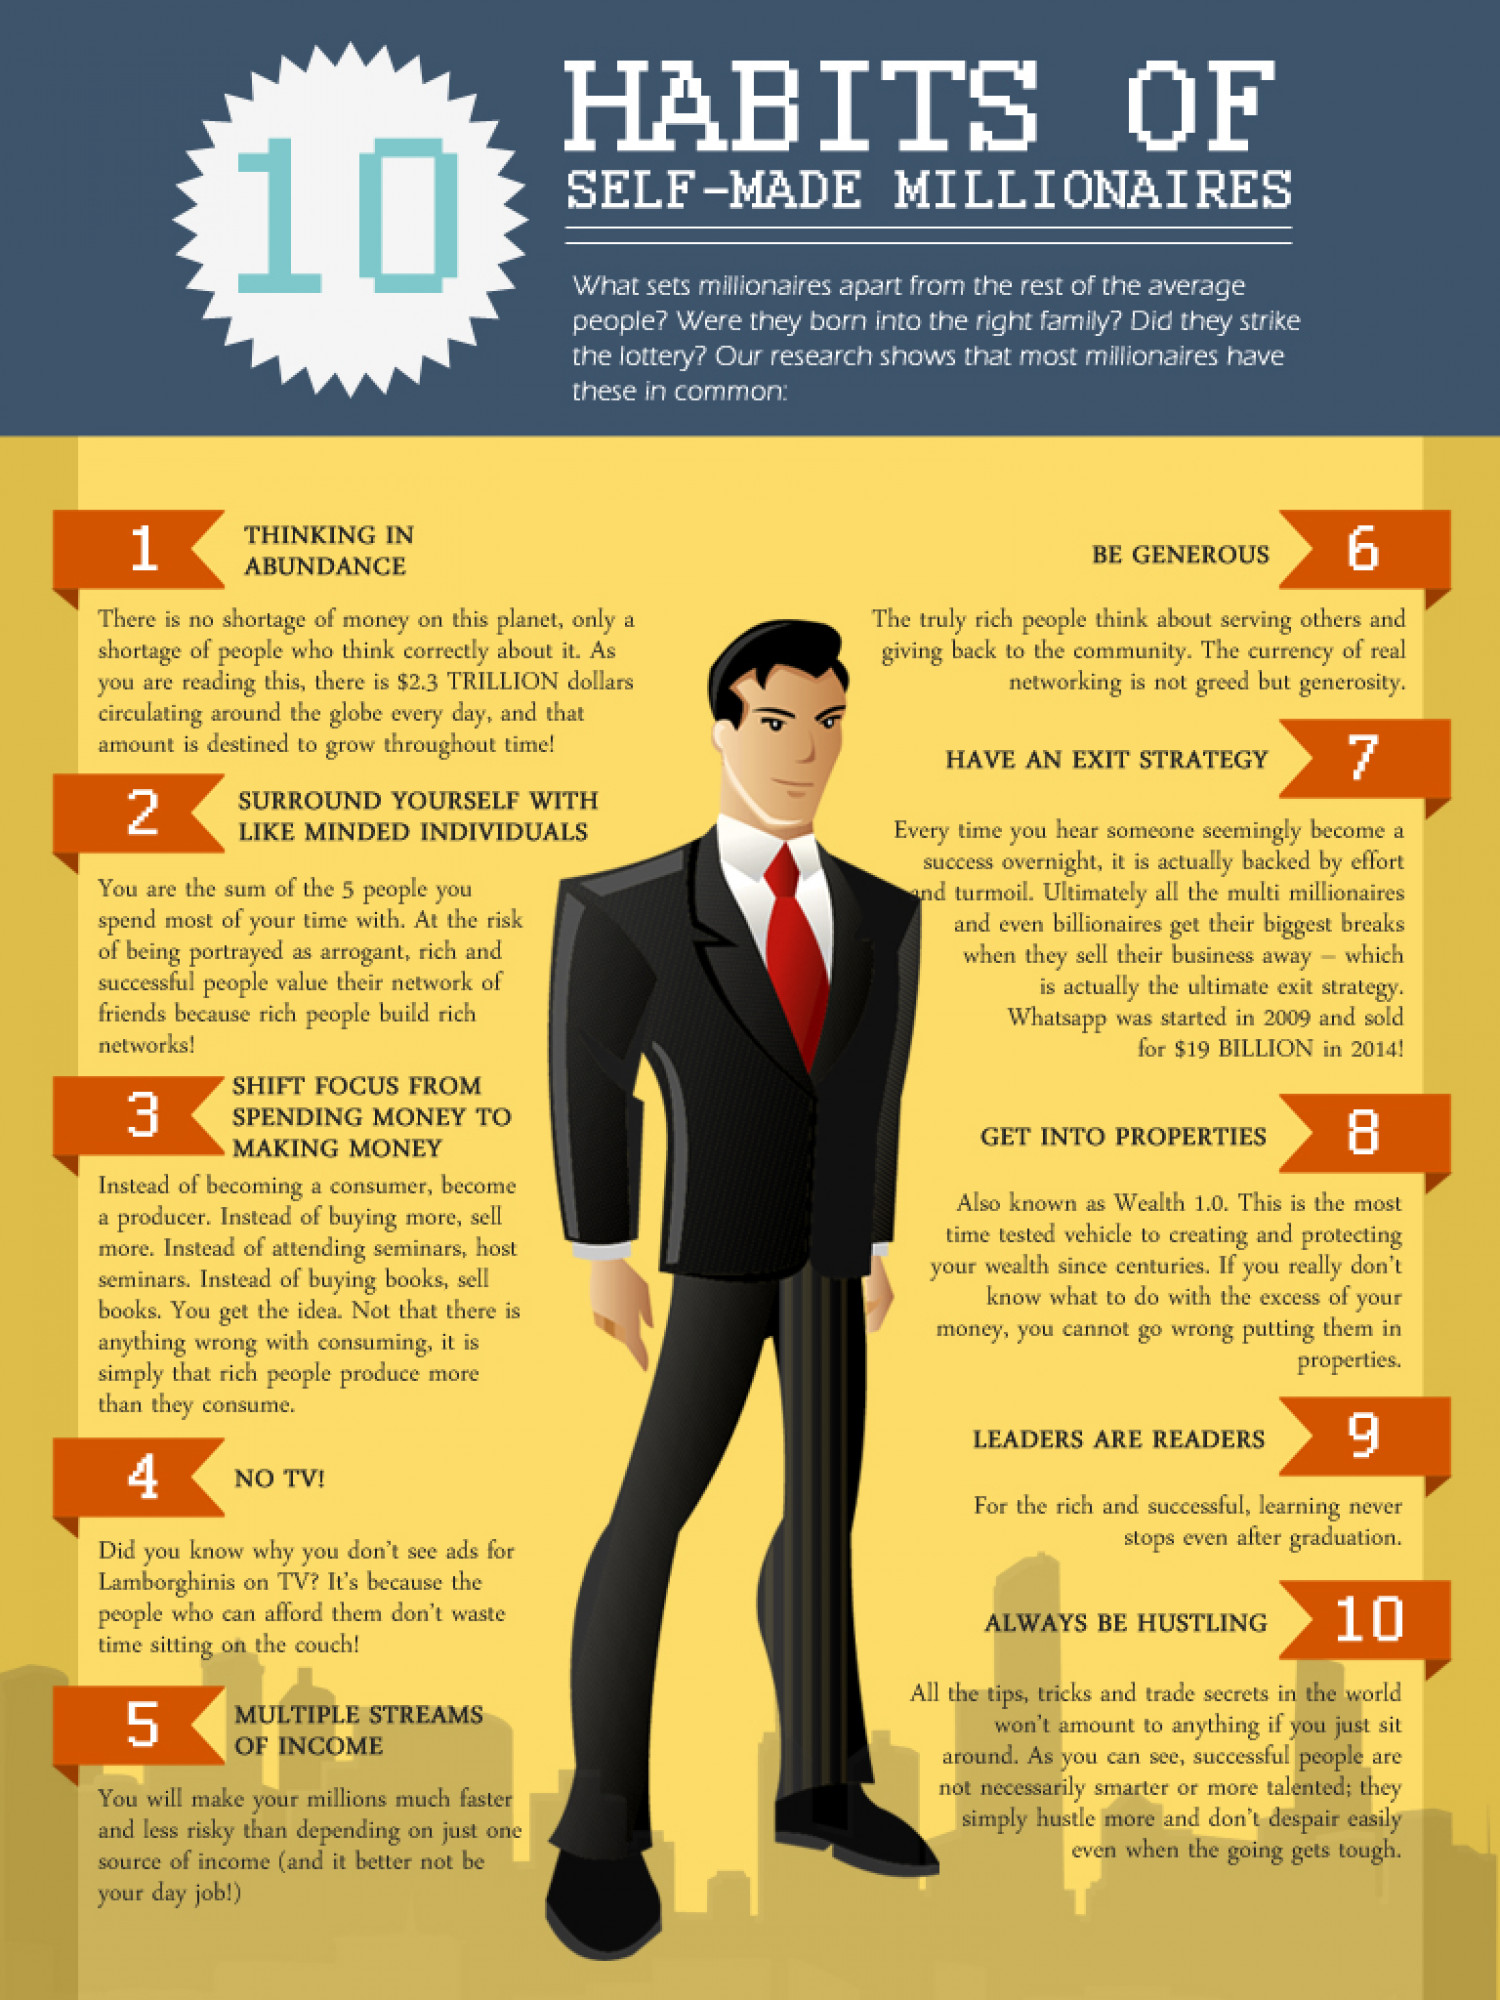 10
HABITS OF
SELF-MADE MILLIONAIRES
What sets millionaires apart from the rest of the average
people? Were they born into the right family? Did they strike
the lottery? Our research shows that most millionaires have
these in common:
1
THINKING IN
ABUNDANCE
There is no shortage of money on this planet, only a
shortage of people who think correctly about it. As
you are reading this, there is $2.3 TRILLION dollars
circulating around the globe every day, and that
amount is destined to grow throughout time!
2
SURROUND YOURSELF WITH
LIKE MINDED INDIVIDUALS
You are the sum of the 5 people you
spend most of your time with. At the risk
of being portrayed as arrogant, rich and
successful people value their network of
friends because rich people build rich
networks!
3
SHIFT FOCUS FROM
SPENDING MONEY TO
MAKING MONEY
Instead of becoming a consumer, become
a producer. Instead of buying more, sell
more. Instead of attending seminars, host
seminars. Instead of buying books, sell
books. You get the idea. Not that there is
anything wrong with consuming, it is
simply that rich people produce more
than they consume.
4
NO TV!
Did you know why you don't see ads for
Lamborghinis on TV? It's because the
people who can afford them don't waste
time sitting on the couch!
5
MULTIPLE STREAMS
OF INCOME
You will make your millions much faster
and less risky than depending on just one
source of income (and it better not be
your day job!)
6
BE GENEROUS
The truly rich people think about serving others and
giving back to the community. The currency of real
networking is not greed but generosity.
7
HAVE AN EXIT STRATEGY
Every time you hear someone seemingly become a
success overnight, it is actually backed by effort
and turmoil. Ultimately all the multi millionaires
and even billionaires get their biggest breaks
when they sell their business away – which
is actually the ultimate exit strategy.
Whatsapp was started in 2009 and sold
for $19 BILLION in 2014!
8
GET INTO PROPERTIES
Also known as Wealth 1.0. This is the most
time tested vehicle to creating and protecting
your wealth since centuries. If you really don't
know what to do with the excess of your
money, you cannot go wrong putting them in
properties.
9
LEADERS ARE READERS
For the rich and successful, learning never
stops even after graduation.
10
ALWAYS BE HUSTLING
All the tips, tricks and trade secrets in the world
won't amount to anything if you just sit
around. As you can see, successful people are
not necessarily smarter or more talented; they
simply hustle more and don't despair easily
even when the going gets tough.